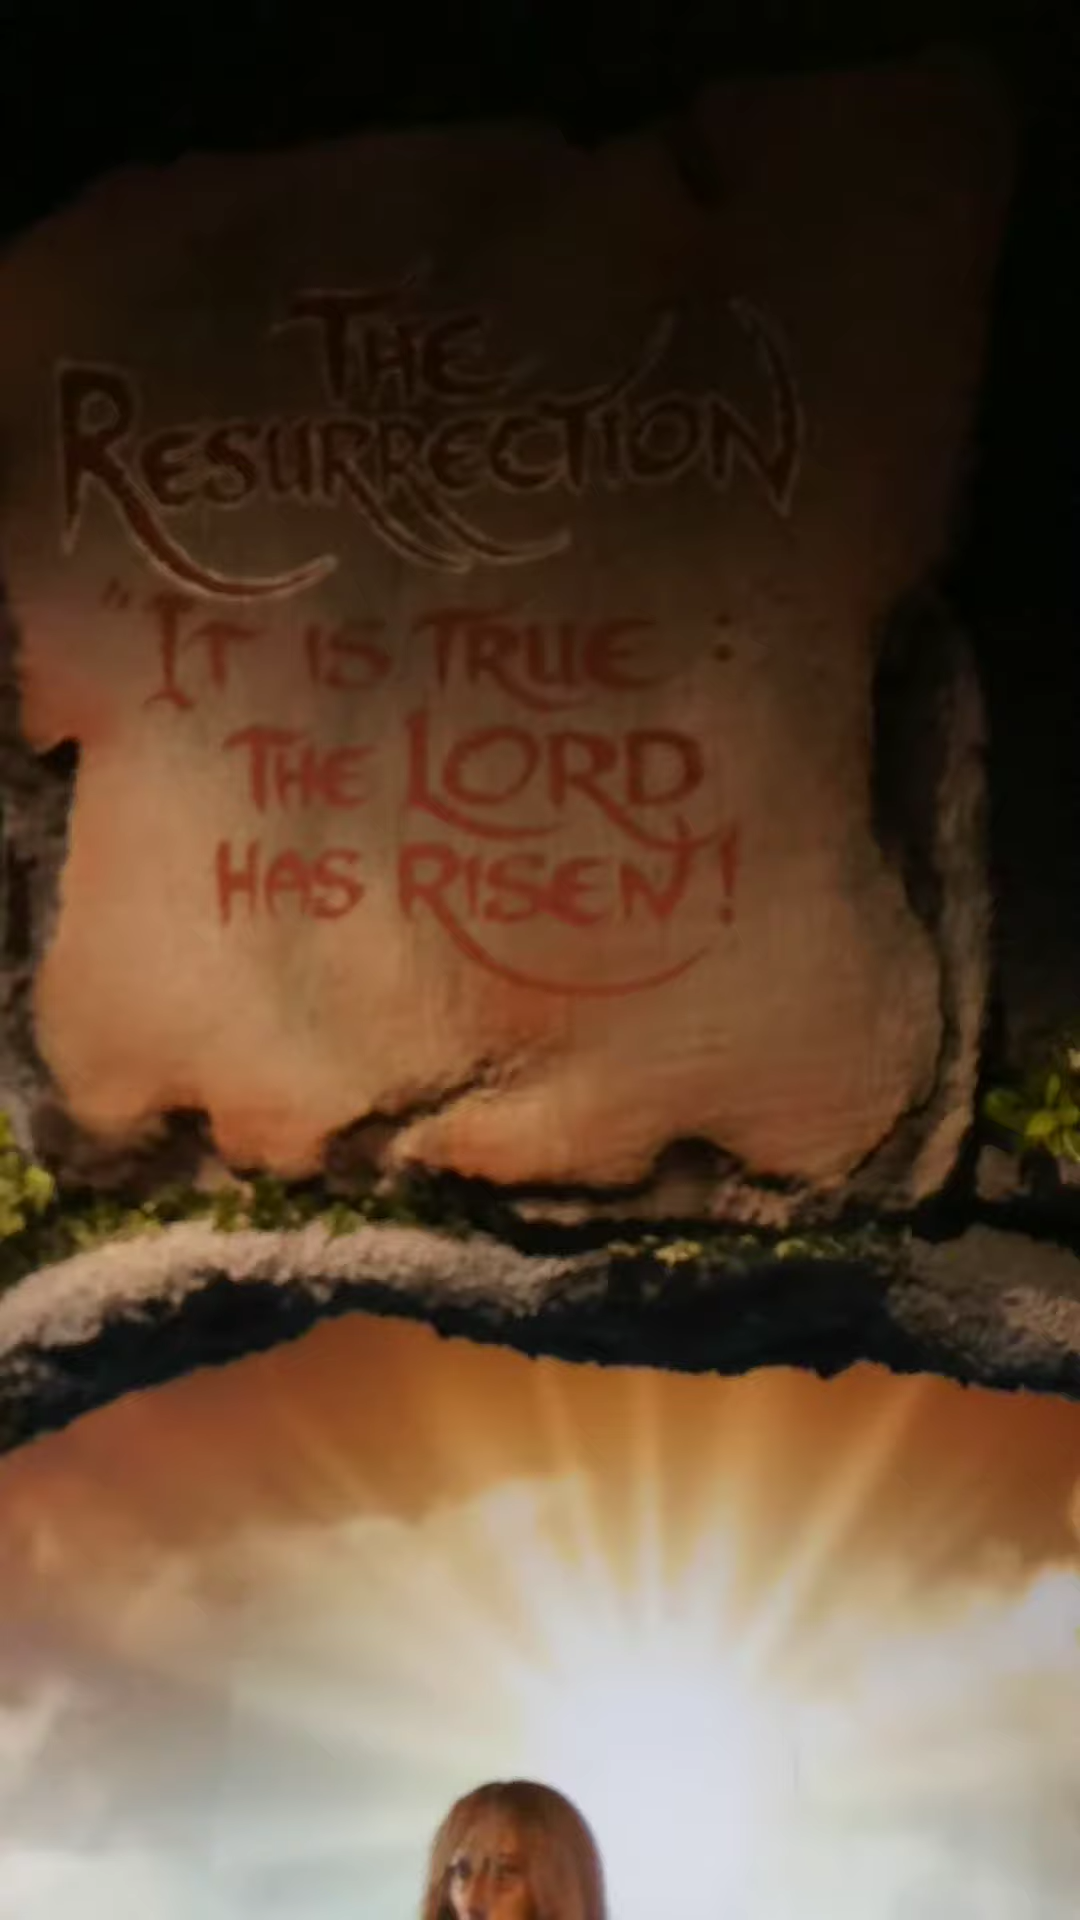 THE
RESURRECTION
"IT IS TRUE :
THE LORD
HAS RISEN!